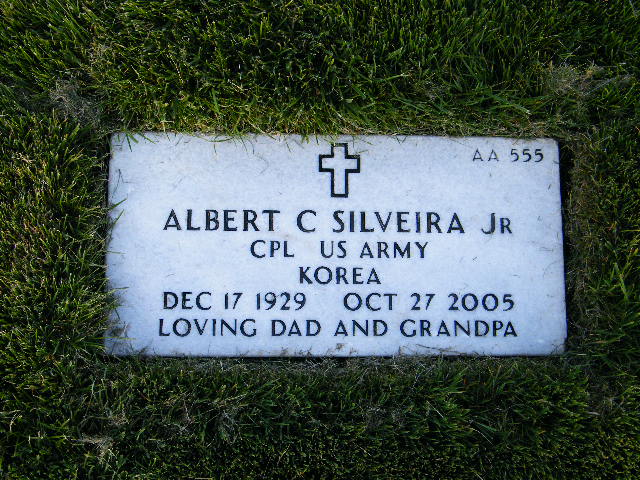 AA 555
ALBERT C SILVEIRA JR
CPL US ARMY
KOREA
DEC 17 1929 OCT 27 2005
LOVING DAD AND GRANDPA